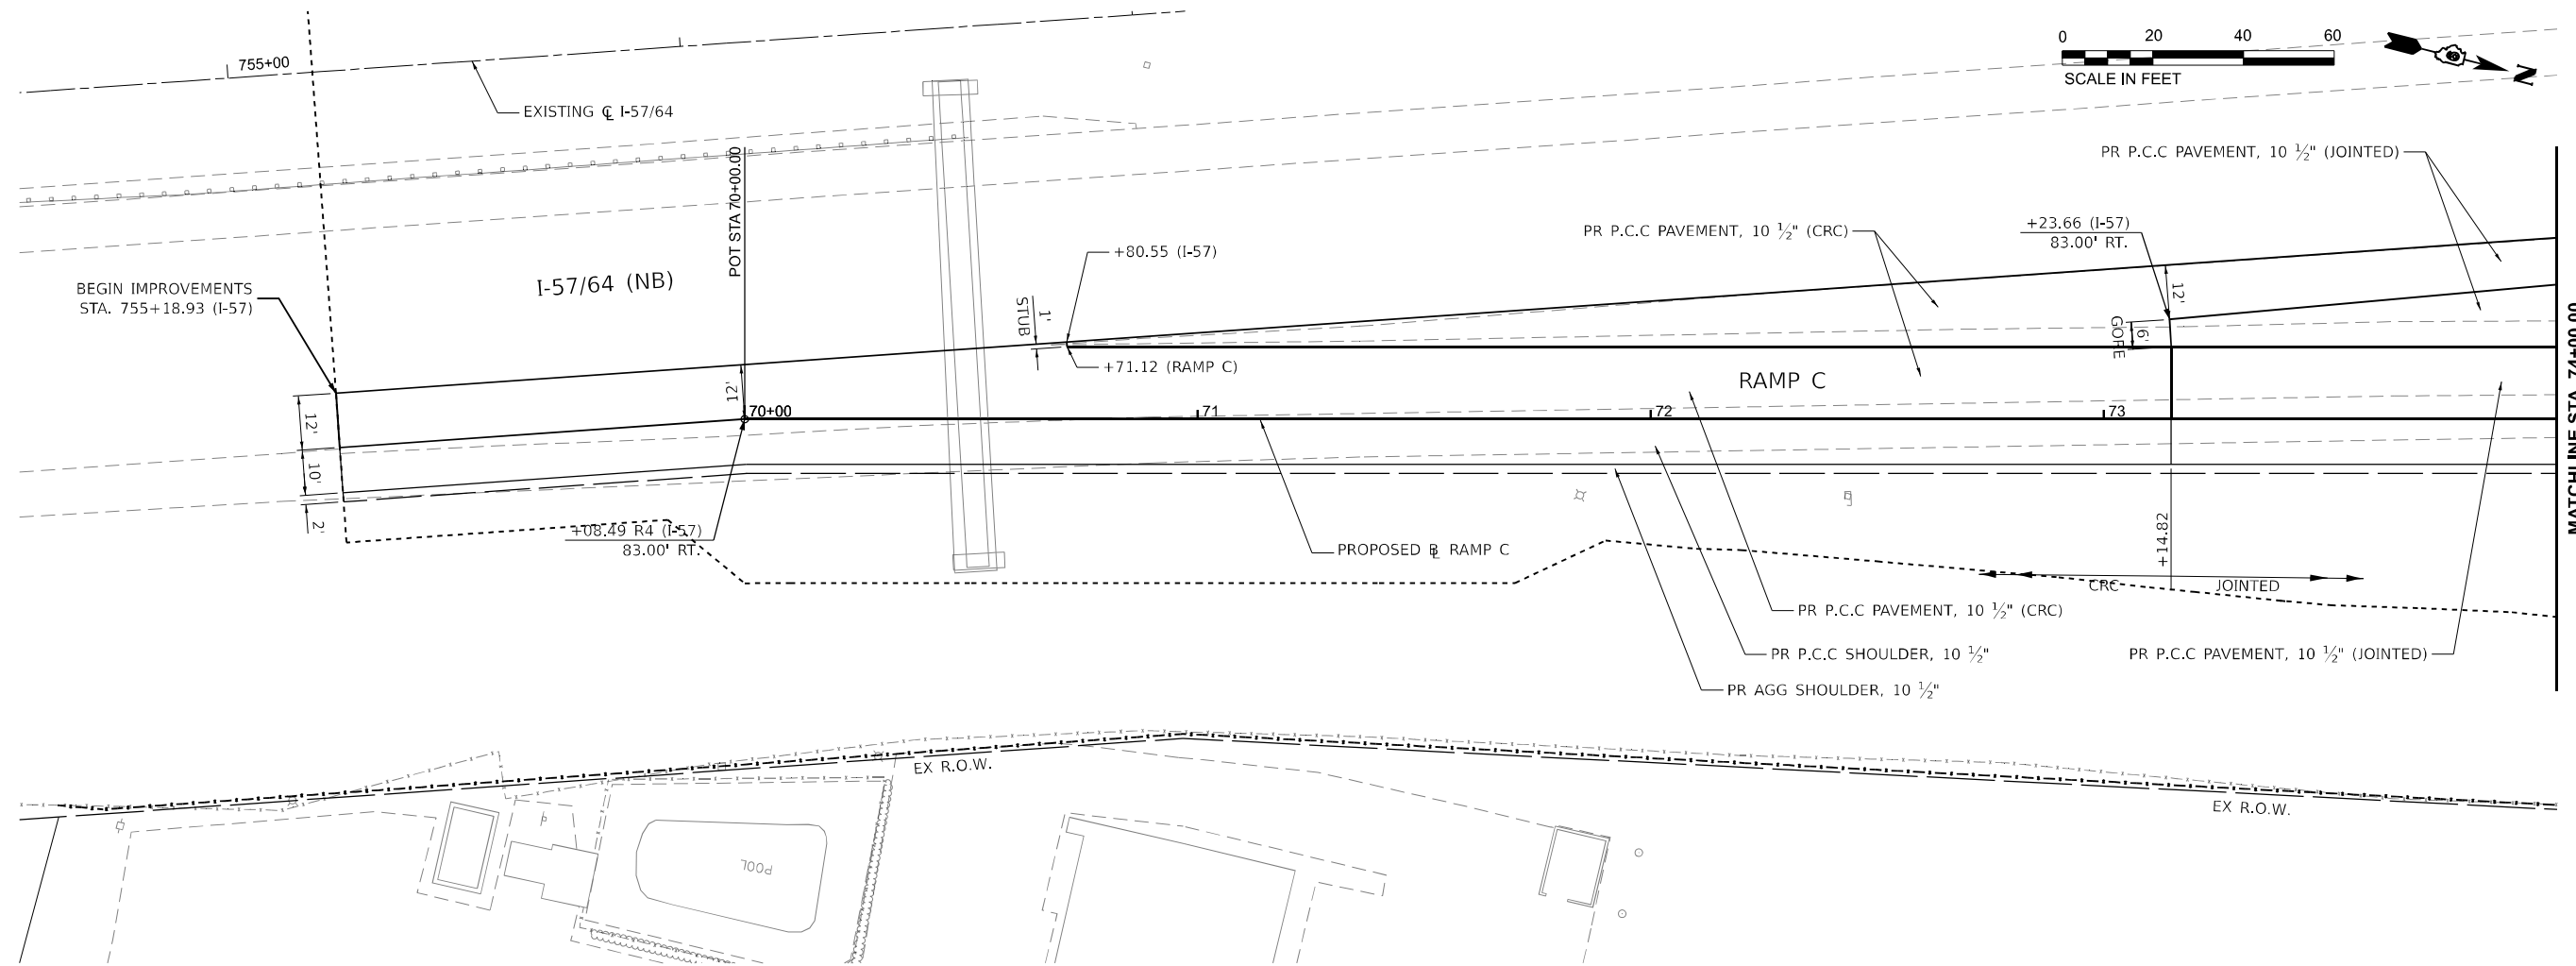 755+00
EXISTING ℄ I-57/64
0 20 40 60
SCALE IN FEET
N
POT STA 70+00.00
PR P.C.C PAVEMENT, 10 ½" (JOINTED)
+23.66 (I-57)
83.00' RT.
PR P.C.C PAVEMENT, 10 ½" (CRC)
+80.55 (I-57)
I-57/64 (NB)
BEGIN IMPROVEMENTS
STA. 755+18.93 (I-57)
1'
STUB
12'
6'
GORE
+71.12 (RAMP C)
RAMP C
12'
12'
10'
2'
70+00
71
72
73
MATCHLINE STA. 74+00.00
+08.49 R4 (I-57)
83.00' RT.
PROPOSED B̲L RAMP C
+14.82
CRC
JOINTED
PR P.C.C PAVEMENT, 10 ½" (CRC)
PR P.C.C SHOULDER, 10 ½"
PR AGG SHOULDER, 10 ½"
PR P.C.C PAVEMENT, 10 ½" (JOINTED)
EX R.O.W.
EX R.O.W.
POOL